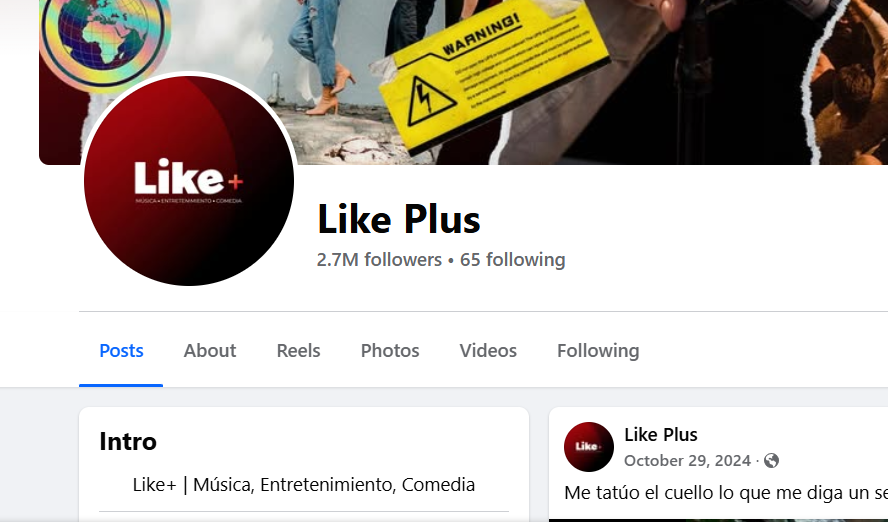 WARNING!
Like+
MÚSICA • ENTRETENIMIENTO • COMEDIA
Like Plus
2.7M followers • 65 following
Posts
About
Reels
Photos
Videos
Following
Intro
Like+ | Música, Entretenimiento, Comedia
Like+
Like Plus
October 29, 2024 ·
Me tatúo el cuello lo que me diga un se